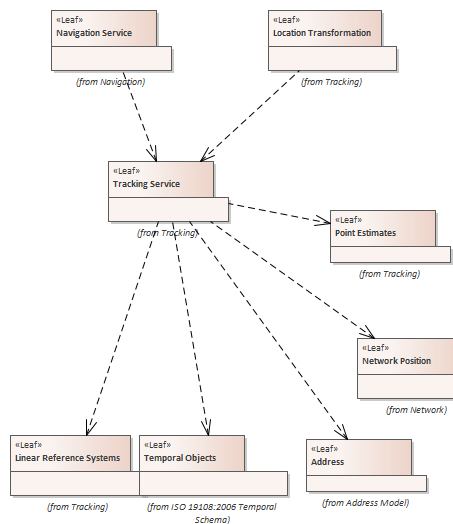 «Leaf»
Navigation Service
(from Navigation)
«Leaf»
Location Transformation
(from Tracking)
«Leaf»
Tracking Service
(from Tracking)
«Leaf»
Point Estimates
(from Tracking)
«Leaf»
Network Position
(from Network)
«Leaf»
Linear Reference Systems
(from Tracking)
«Leaf»
Temporal Objects
(from ISO 19108:2006 Temporal
Schema)
«Leaf»
Address
(from Address Model)